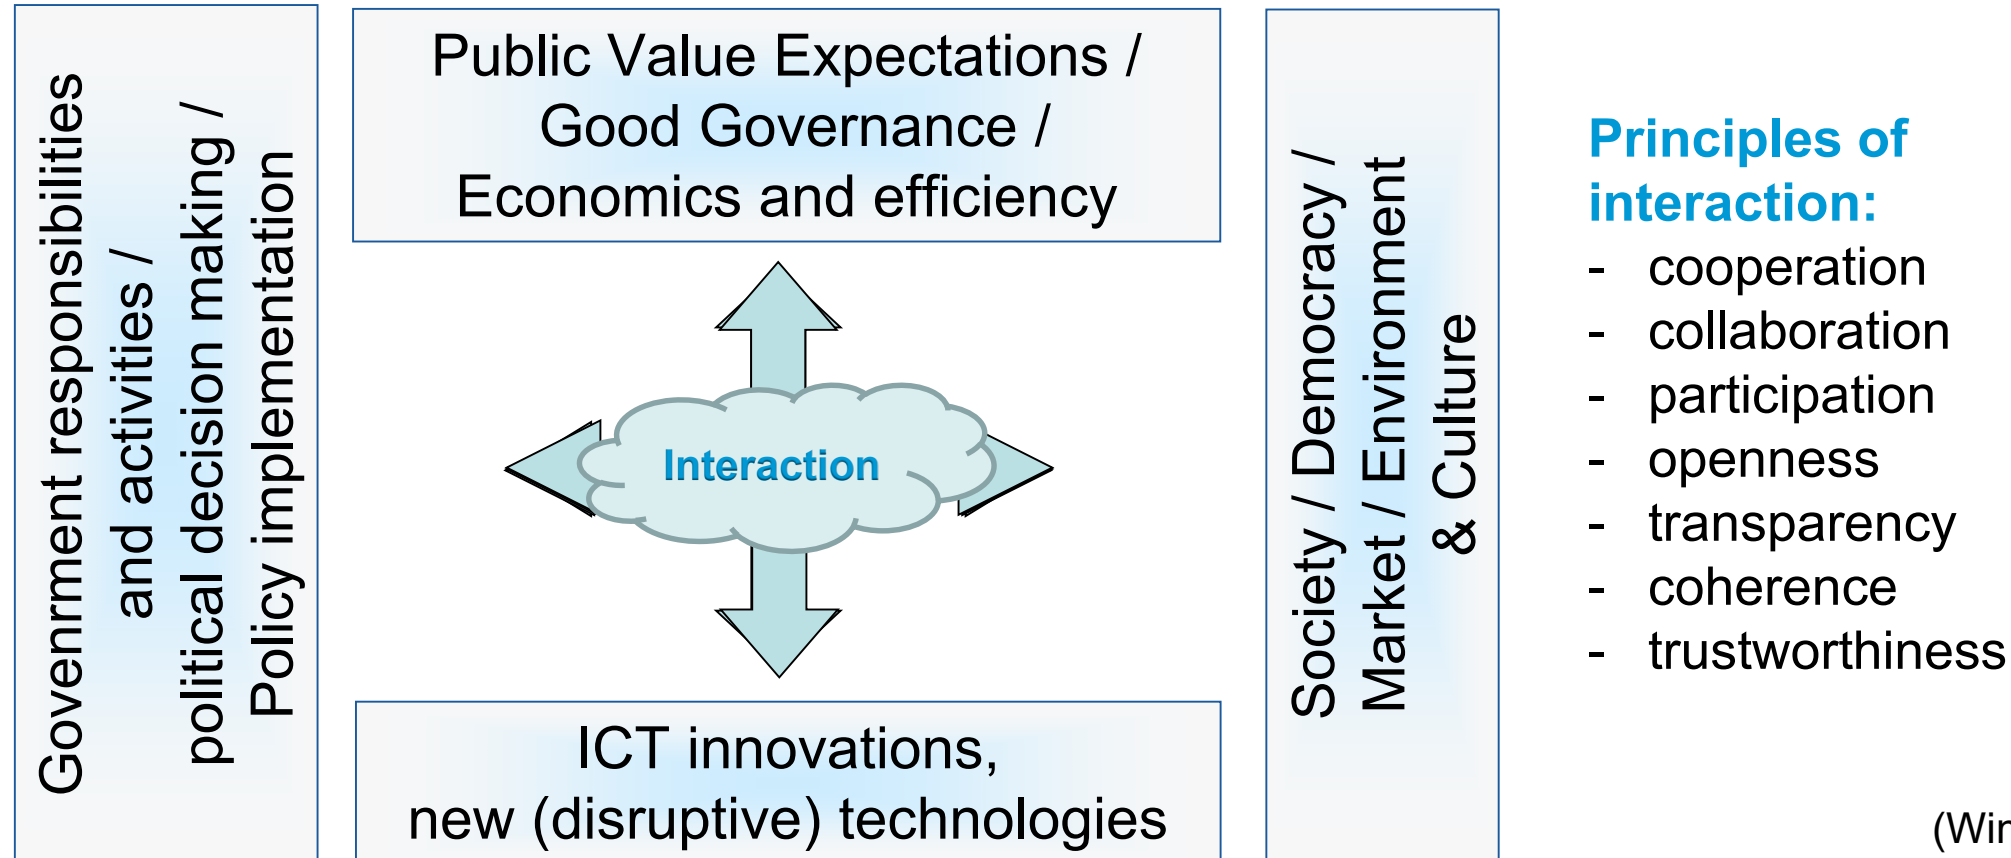 Govenrment responsibilities
and activities /
political decision making /
Policy implementation
Public Value Expectations /
Good Governance /
Economics and efficiency
Interaction
ICT innovations,
new (disruptive) technologies
Society / Democracy /
Market / Environment
& Culture
Principles of
interaction:
- cooperation
- collaboration
- participation
- openness
- transparency
- coherence
- trustworthiness